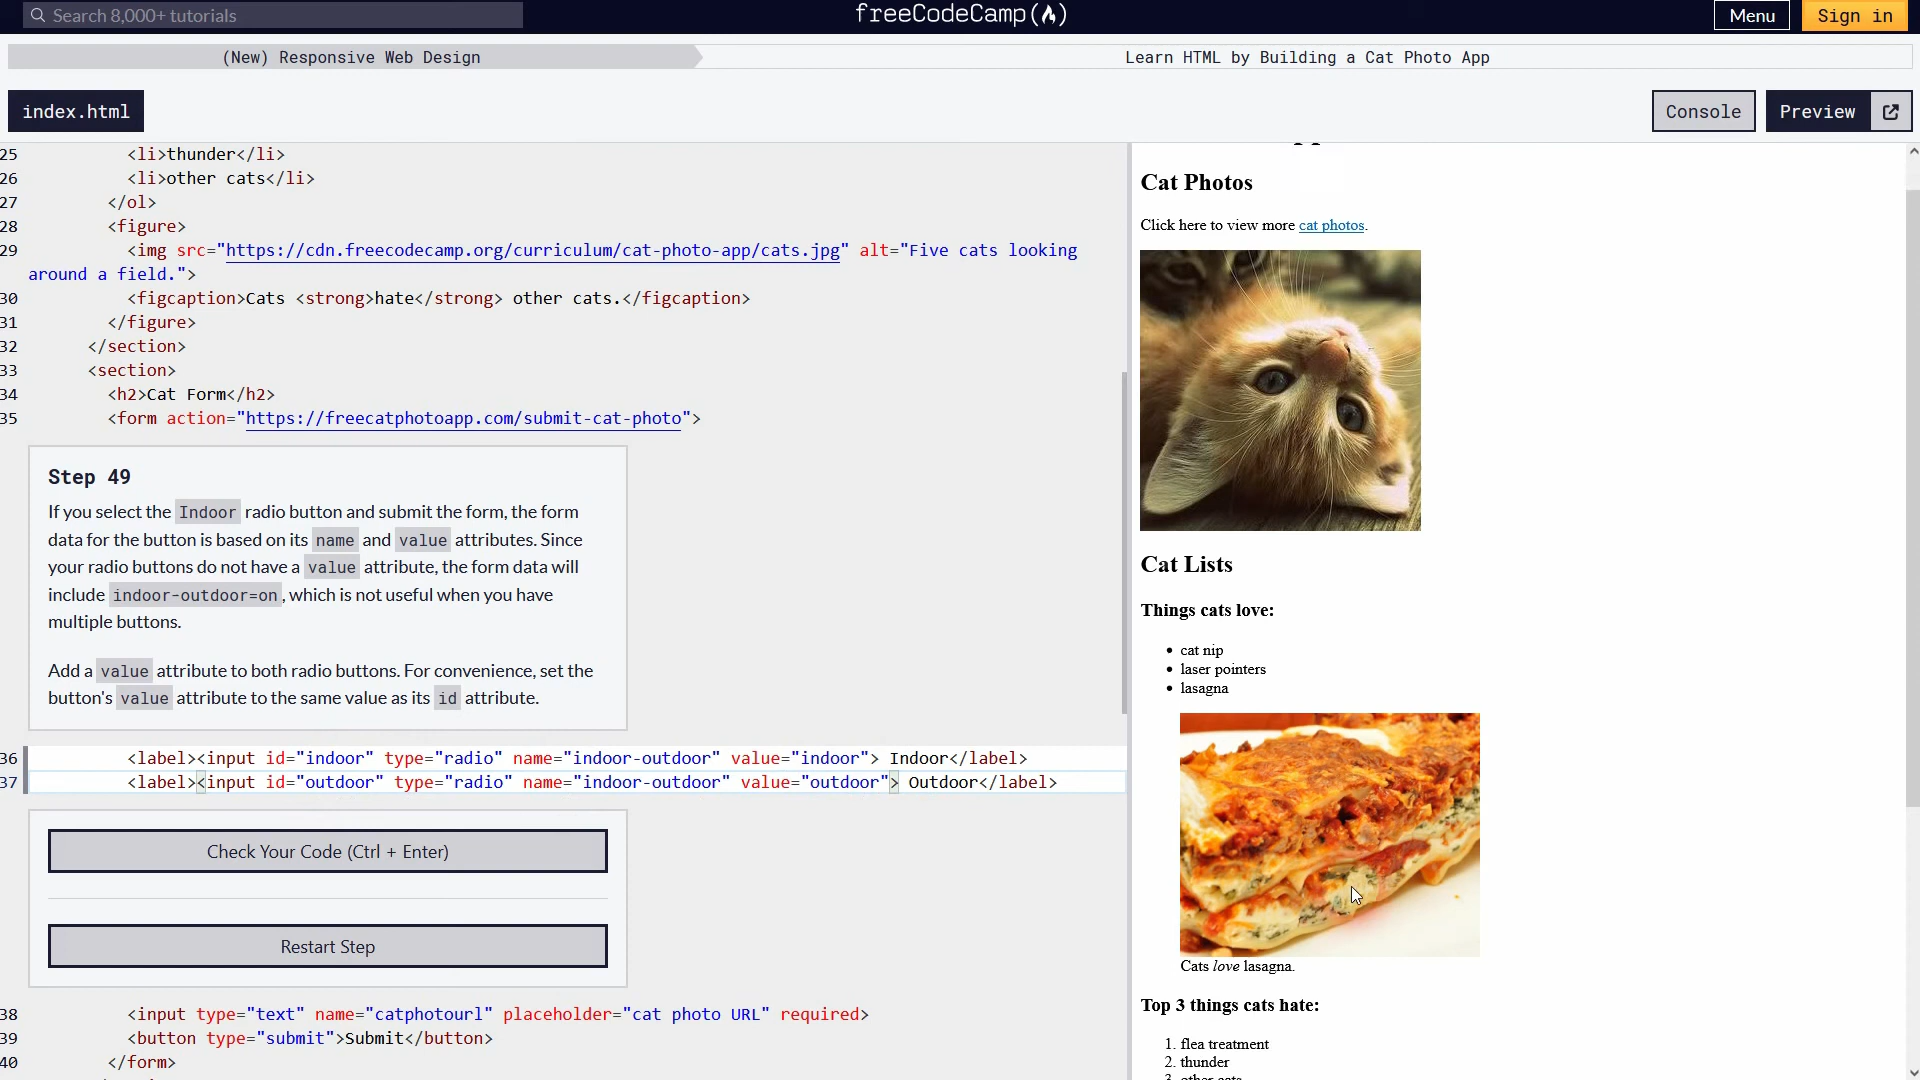 Search 8,000+ tutorials
freeCodeCamp
Menu
Sign in
(New) Responsive Web Design
Learn HTML by Building a Cat Photo App
index.html
Console
Preview
25 <li>thunder</li>
26 <li>other cats</li>
27 </ol>
28 <figure>
29 <img src="https://cdn.freecodecamp.org/curriculum/cat-photo-app/cats.jpg" alt="Five cats looking
around a field.">
30 <figcaption>Cats <strong>hate</strong> other cats.</figcaption>
31 </figure>
32 </section>
33 <section>
34 <h2>Cat Form</h2>
35 <form action="https://freecatphotoapp.com/submit-cat-photo">
Step 49
If you select the Indoor radio button and submit the form, the form
data for the button is based on its name and value attributes. Since
your radio buttons do not have a value attribute, the form data will
include indoor-outdoor=on, which is not useful when you have
multiple buttons.
Add a value attribute to both radio buttons. For convenience, set the
button's value attribute to the same value as its id attribute.
36 <label><input id="indoor" type="radio" name="indoor-outdoor" value="indoor"> Indoor</label>
37 <label><input id="outdoor" type="radio" name="indoor-outdoor" value="outdoor"> Outdoor</label>
Check Your Code (Ctrl + Enter)
Restart Step
38 <input type="text" name="catphotourl" placeholder="cat photo URL" required>
39 <button type="submit">Submit</button>
40 </form>
Cat Photos
Click here to view more cat photos.
Cat Lists
Things cats love:
• cat nip
• laser pointers
• lasagna
Cats love lasagna.
Top 3 things cats hate:
1. flea treatment
2. thunder
3. other cats